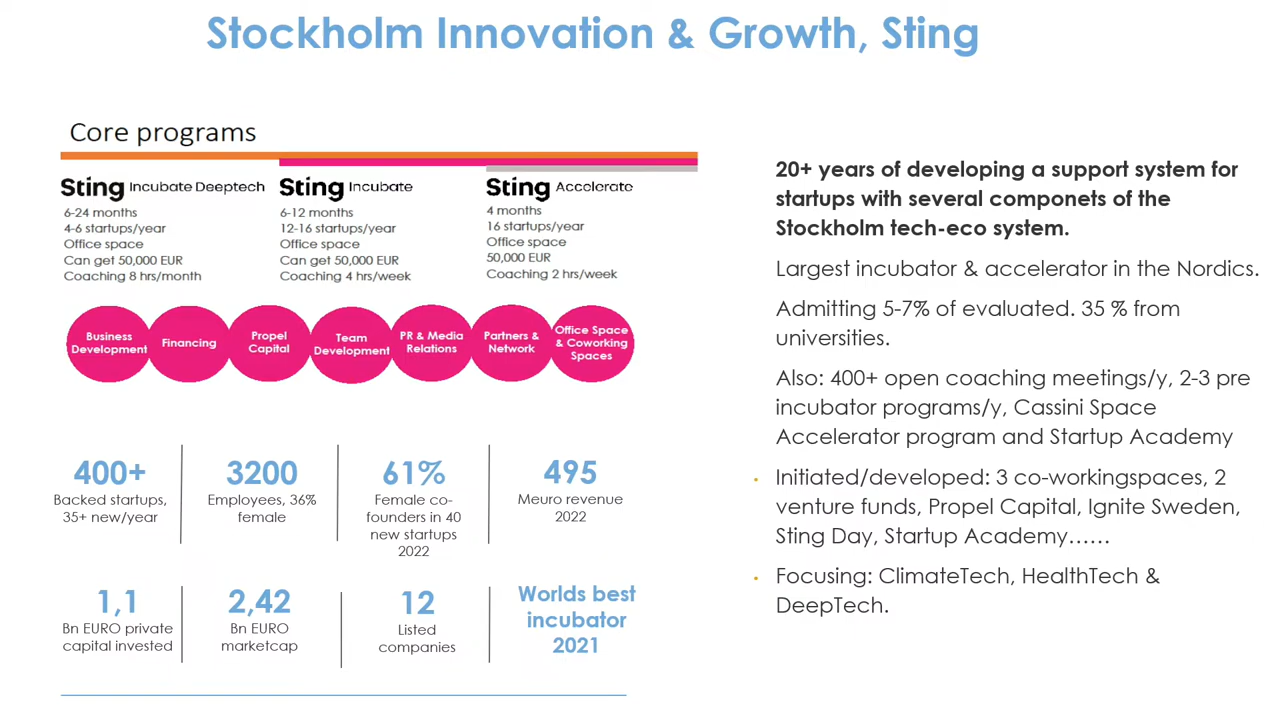 Stockholm Innovation & Growth, Sting
Core programs
Sting Incubate Deeptech
6-24 months
4-6 startups/year
Office space
Can get 50,000 EUR
Coaching 8 hrs/month
Sting Incubate
6-12 months
12-16 startups/year
Office space
Can get 50,000 EUR
Coaching 4 hrs/week
Sting Accelerate
4 months
16 startups/year
Office space
50,000 EUR
Coaching 2 hrs/week
Business
Development
Financing
Propel
Capital
Team
Development
PR & Media
Relations
Partners &
Network
Office Space
& Coworking
Spaces
400+
Backed startups,
35+ new/year
3200
Employees, 36%
female
61%
Female co-
founders in 40
new startups
2022
495
Meuro revenue
2022
1,1
Bn EURO private
capital invested
2,42
Bn EURO
marketcap
12
Listed
companies
Worlds best
incubator
2021
20+ years of developing a support system for
startups with several componets of the
Stockholm tech-eco system.
Largest incubator & accelerator in the Nordics.
Admitting 5-7% of evaluated. 35 % from
universities.
Also: 400+ open coaching meetings/y, 2-3 pre
incubator programs/y, Cassini Space
Accelerator program and Startup Academy
• Initiated/developed: 3 co-workingspaces, 2
venture funds, Propel Capital, Ignite Sweden,
Sting Day, Startup Academy……
• Focusing: ClimateTech, HealthTech &
DeepTech.